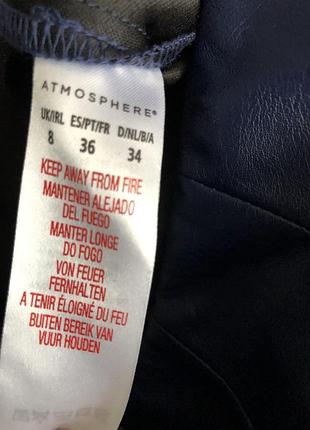 ATMOSPHERE®
UK/IRL ES/PT/FR D/NL/B/A
8 36 34
KEEP AWAY FROM FIRE
MANTENER ALEJADO
DEL FUEGO
MANTER LONGE
DO FOGO
VON FEUER
FERNHALTEN
A TENIR ÉLOIGNÉ DU FEU
BUITEN BEREIK VAN
VUUR HOUDEN